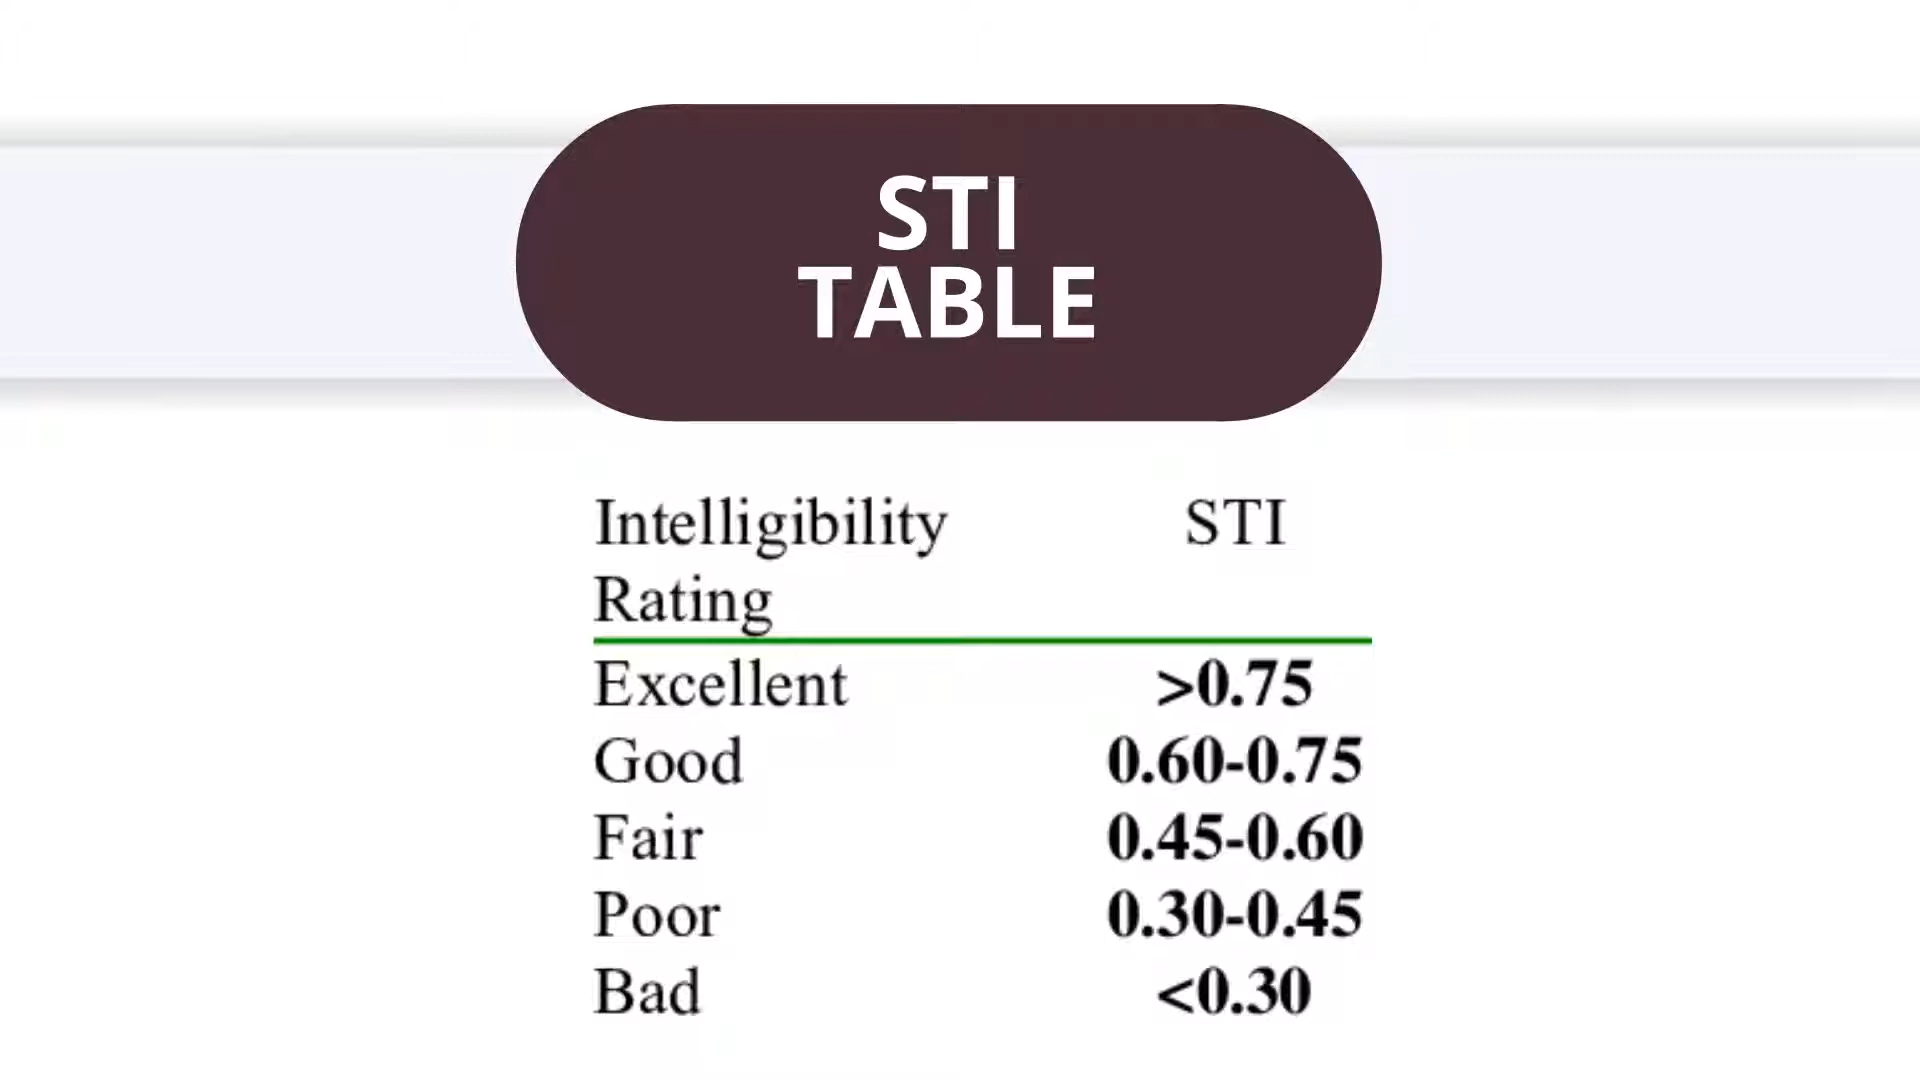 STI
TABLE
Intelligibility STI
Rating
Excellent >0.75
Good 0.60-0.75
Fair 0.45-0.60
Poor 0.30-0.45
Bad <0.30